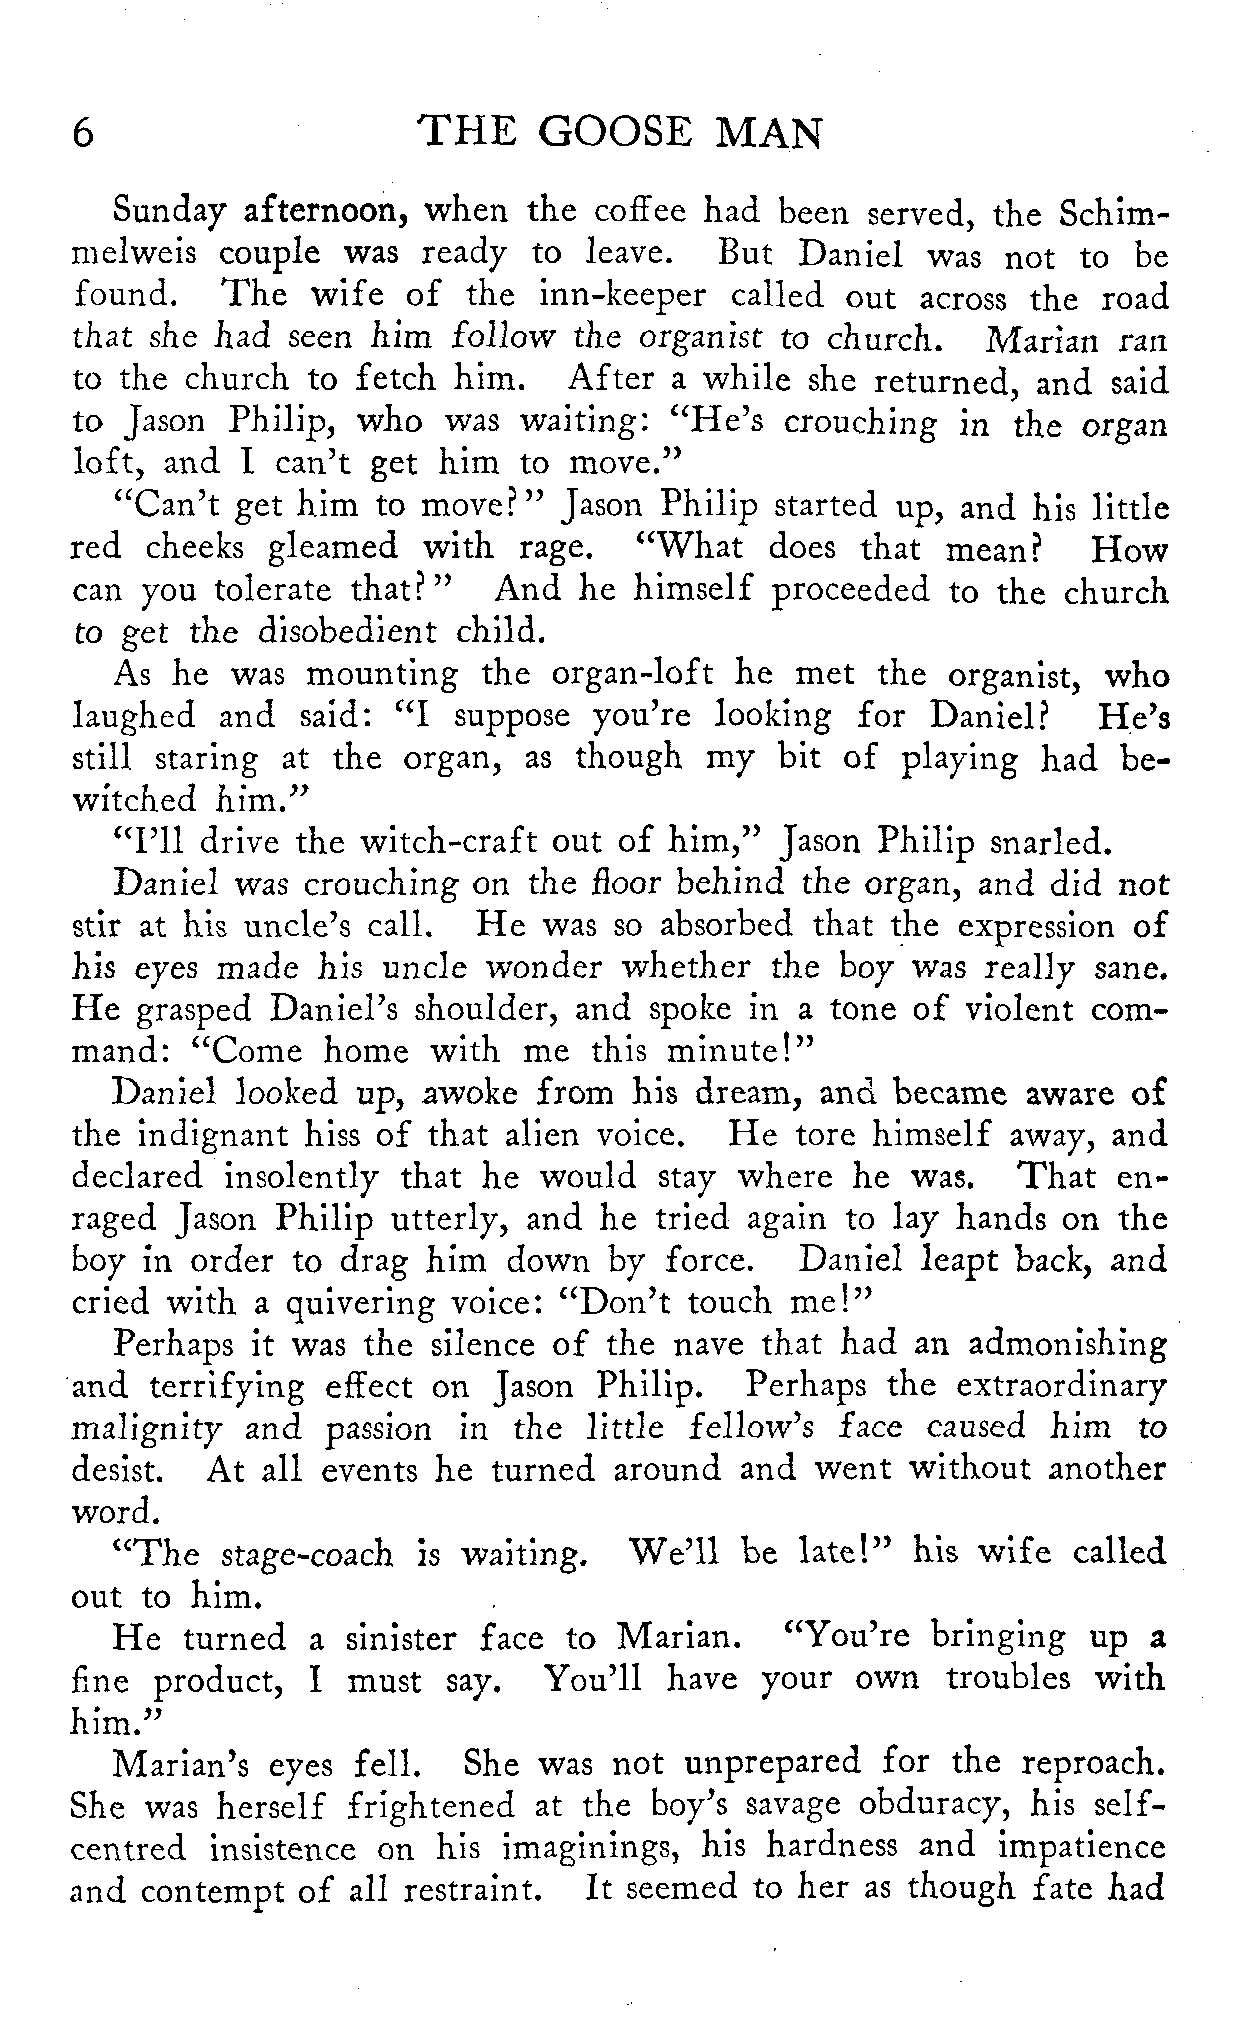 6 THE GOOSE MAN
Sunday afternoon, when the coffee had been served, the Schim-
melweis couple was ready to leave. But Daniel was not to be
found. The wife of the inn-keeper called out across the road
that she had seen him follow the organist to church. Marian ran
to the church to fetch him. After a while she returned, and said
to Jason Philip, who was waiting: “He’s crouching in the organ
loft, and I can’t get him to move.”
“Can’t get him to move?” Jason Philip started up, and his little
red cheeks gleamed with rage. “What does that mean? How
can you tolerate that?” And he himself proceeded to the church
to get the disobedient child.
As he was mounting the organ-loft he met the organist, who
laughed and said: “I suppose you’re looking for Daniel? He’s
still staring at the organ, as though my bit of playing had be-
witched him.”
“I’ll drive the witch-craft out of him,” Jason Philip snarled.
Daniel was crouching on the floor behind the organ, and did not
stir at his uncle’s call. He was so absorbed that the expression of
his eyes made his uncle wonder whether the boy was really sane.
He grasped Daniel’s shoulder, and spoke in a tone of violent com-
mand: “Come home with me this minute!”
Daniel looked up, awoke from his dream, and became aware of
the indignant hiss of that alien voice. He tore himself away, and
declared insolently that he would stay where he was. That en-
raged Jason Philip utterly, and he tried again to lay hands on the
boy in order to drag him down by force. Daniel leapt back, and
cried with a quivering voice: “Don’t touch me!”
Perhaps it was the silence of the nave that had an admonishing
and terrifying effect on Jason Philip. Perhaps the extraordinary
malignity and passion in the little fellow’s face caused him to
desist. At all events he turned around and went without another
word.
“The stage-coach is waiting. We’ll be late!” his wife called
out to him.
He turned a sinister face to Marian. “You’re bringing up a
fine product, I must say. You’ll have your own troubles with
him.”
Marian’s eyes fell. She was not unprepared for the reproach.
She was herself frightened at the boy’s savage obduracy, his self-
centred insistence on his imaginings, his hardness and impatience
and contempt of all restraint. It seemed to her as though fate had